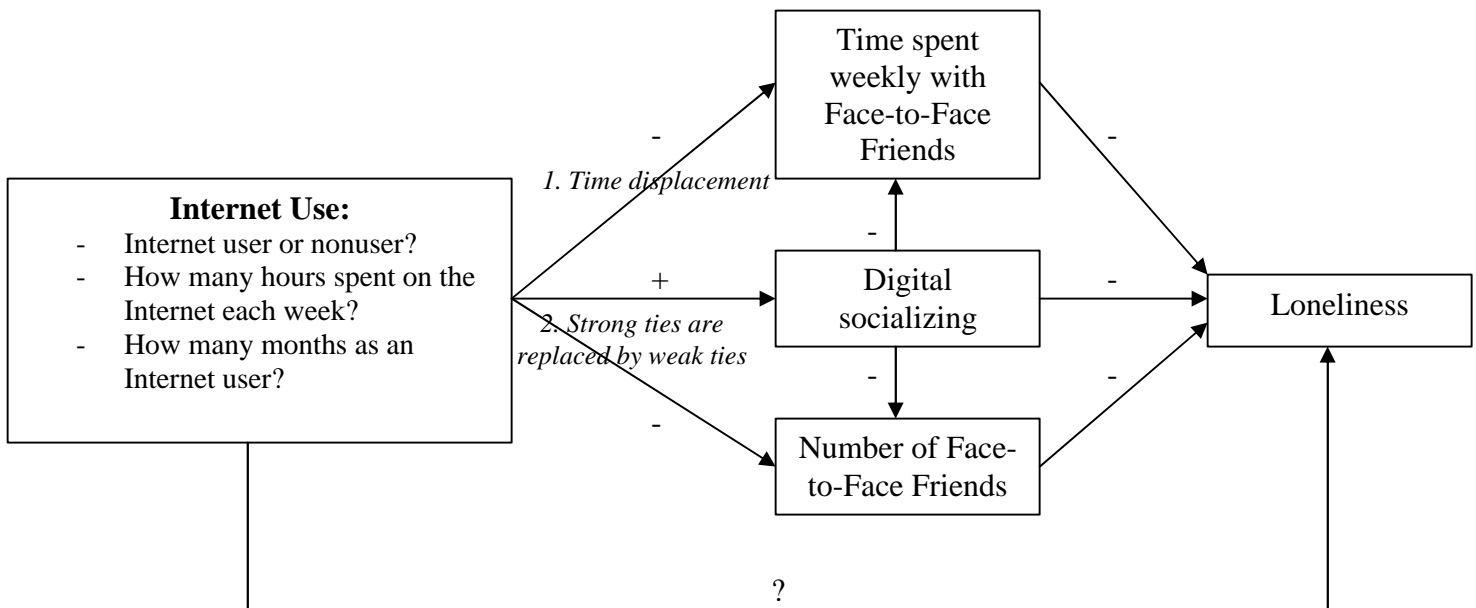 Time spent
weekly with
Face-to-Face
Friends
-
-
1. Time displacement
Internet Use:
- Internet user or nonuser?
- How many hours spent on the
Internet each week?
- How many months as an
Internet user?
-
+
Digital
socializing
-
Loneliness
2. Strong ties are
replaced by weak ties
-
-
-
Number of Face-
to-Face Friends
?